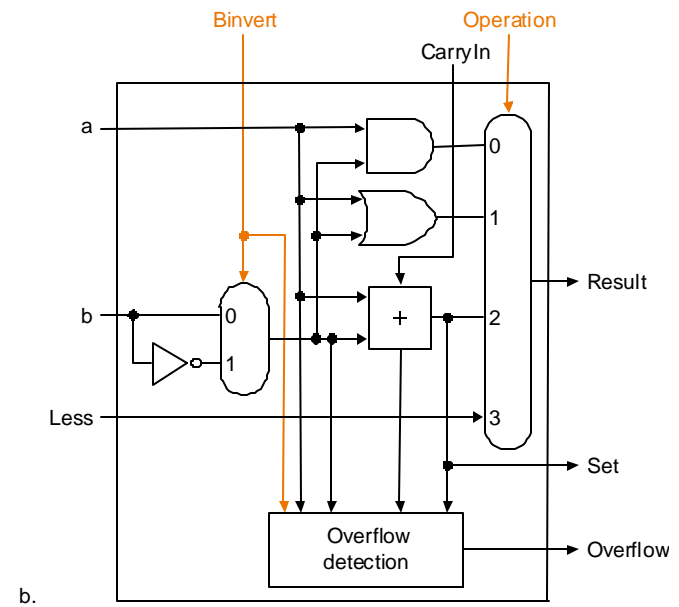 Binvert
Operation
CarryIn
a
0
1
Result
b
0
+
2
1
Less
3
Set
Overflow
detection
Overflow
b.